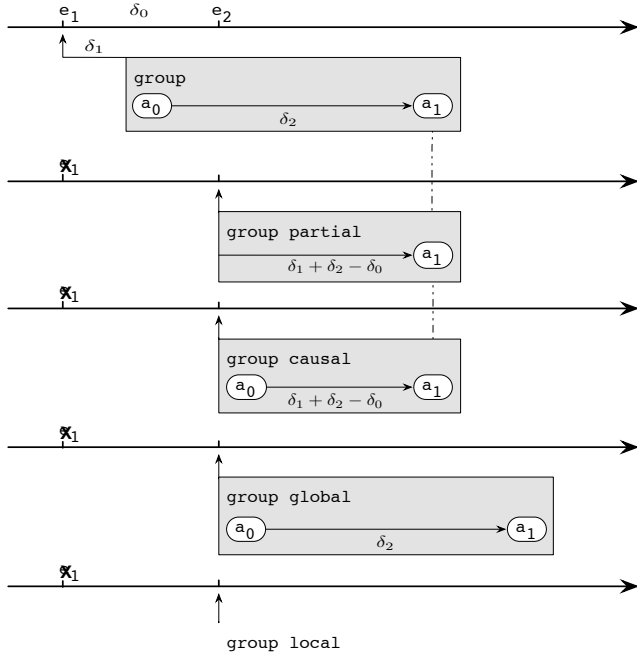 e₁ δ₀ e₂
δ₁
group
a₀ δ₂ a₁
e₁
group partial
a₁
δ₁ + δ₂ − δ₀
e₁
group causal
a₀ a₁
δ₁ + δ₂ − δ₀
e₁
group global
a₀ a₁
δ₂
e₁
group local